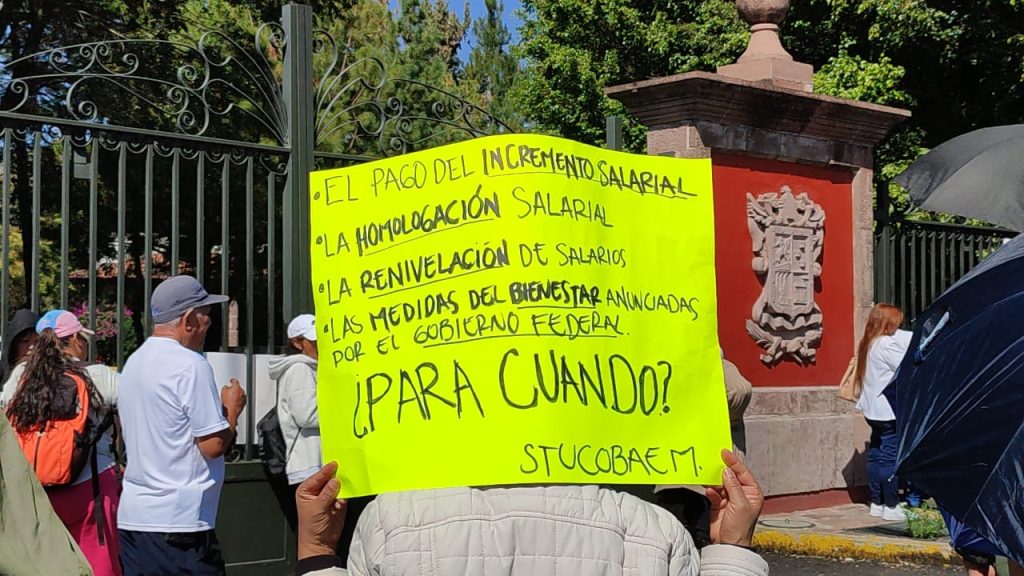 • EL PAGO DEL INCREMENTO SALARIAL
• LA HOMOLOGACIÓN SALARIAL
• LA RENIVELACIÓN DE SALARIOS
• LAS MEDIDAS DEL BIENESTAR ANUNCIADAS
POR EL GOBIERNO FEDERAL.
¿PARA CUANDO?
STUCOBAEM.